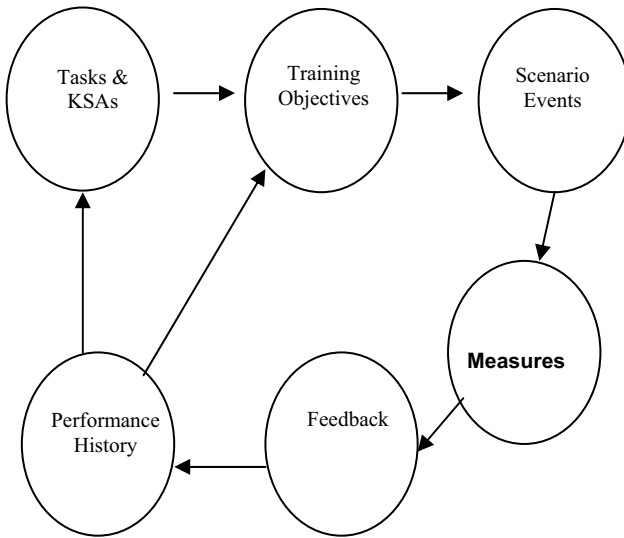 Tasks &
KSAs
Training
Objectives
Scenario
Events
Measures
Feedback
Performance
History